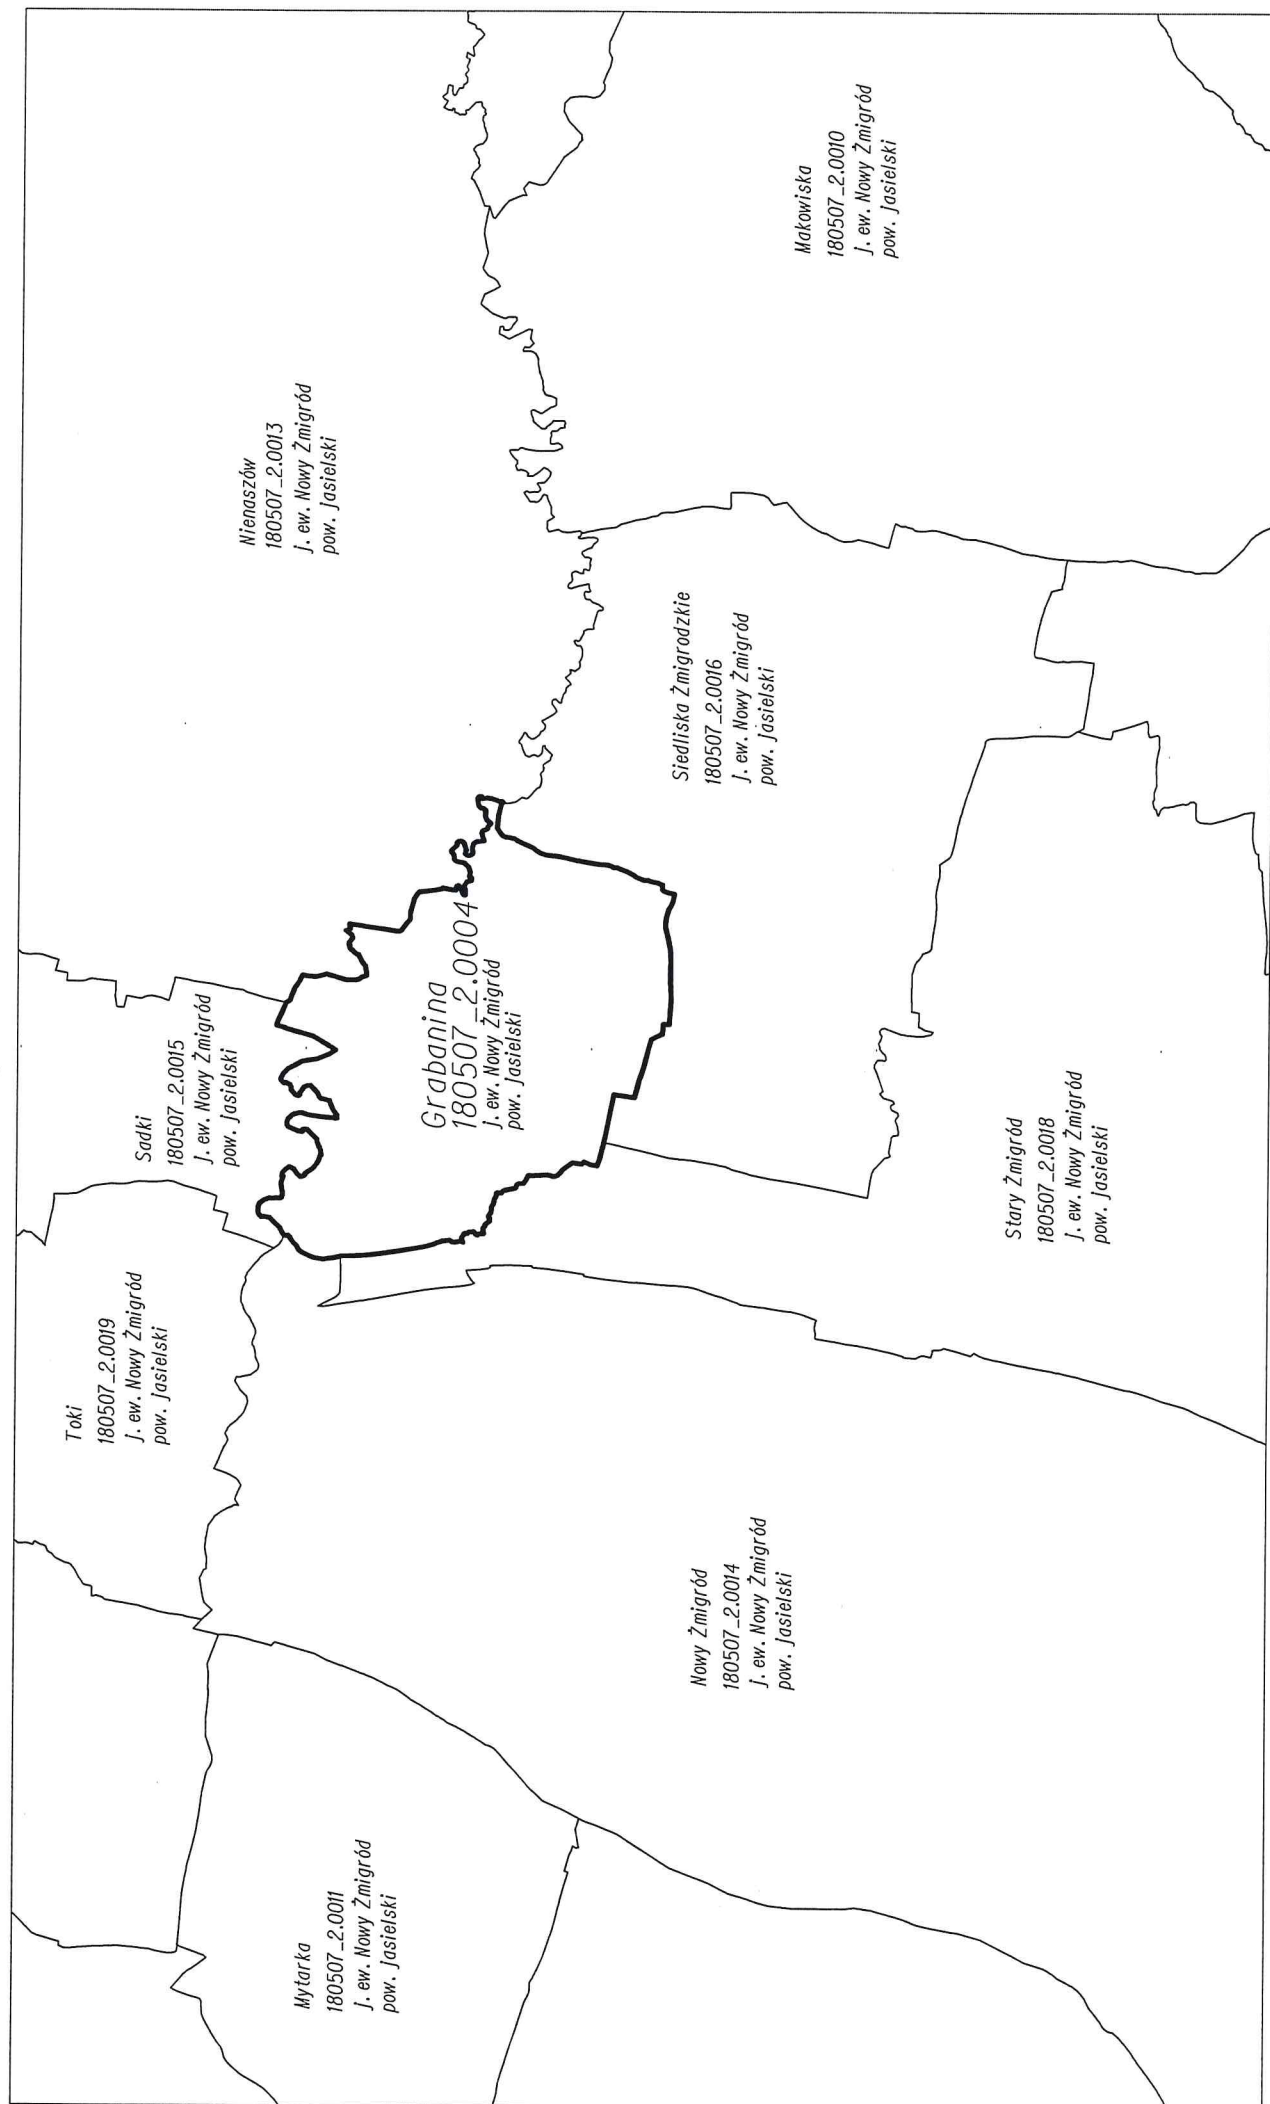 Mytarka
180507_2.0011
j. ew. Nowy Żmigród
pow. jasielski
Toki
180507_2.0019
j. ew. Nowy Żmigród
pow. jasielski
Sadki
180507_2.0015
j. ew. Nowy Żmigród
pow. jasielski
Nienaszów
180507_2.0013
j. ew. Nowy Żmigród
pow. jasielski
Grabanina
180507_2.0004
j. ew. Nowy Żmigród
pow. jasielski
Nowy Żmigród
180507_2.0014
j. ew. Nowy Żmigród
pow. jasielski
Siedliska Żmigrodzkie
180507_2.0016
j. ew. Nowy Żmigród
pow. jasielski
Makowiska
180507_2.0010
j. ew. Nowy Żmigród
pow. jasielski
Stary Żmigród
180507_2.0018
j. ew. Nowy Żmigród
pow. jasielski